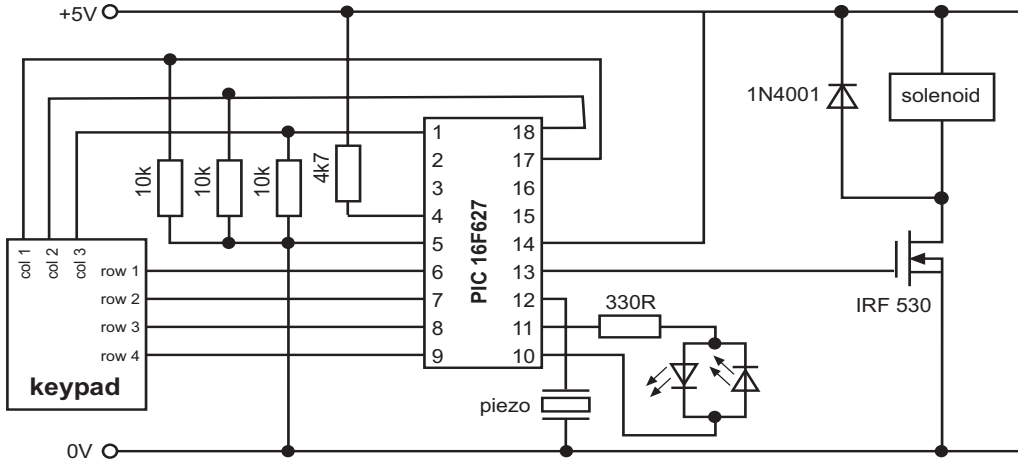 +5V
1N4001
solenoid
10k
10k
10k
4k7
PIC 16F627
1
2
3
4
5
6
7
8
9
18
17
16
15
14
13
12
11
10
col 1
col 2
col 3
row 1
row 2
row 3
row 4
keypad
330R
IRF 530
piezo
0V